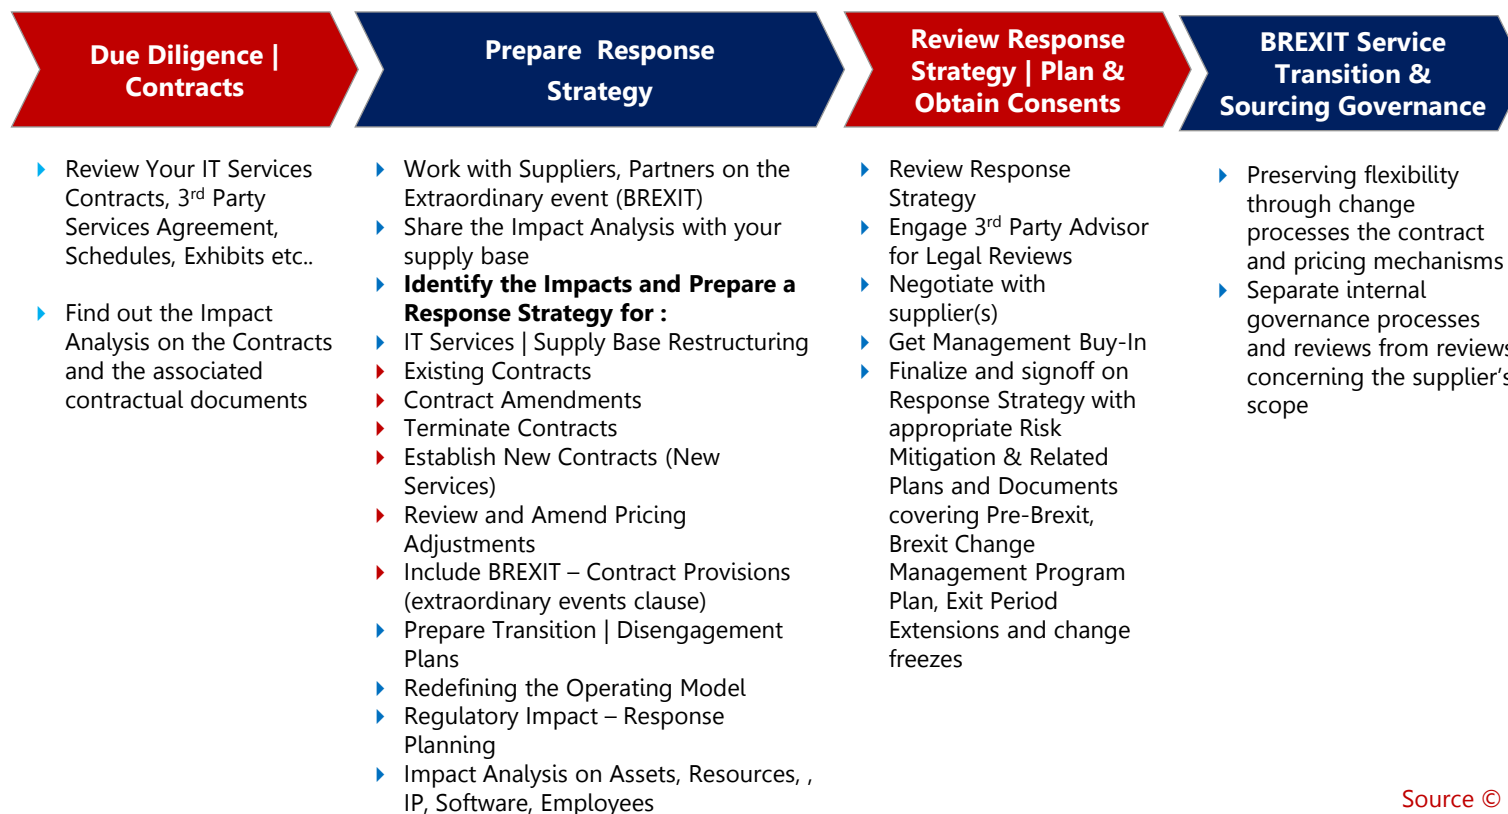 Due Diligence |
Contracts
Prepare Response
Strategy
Review Response
Strategy | Plan &
Obtain Consents
BREXIT Service
Transition &
Sourcing Governance
Review Your IT Services
Contracts, 3rd Party
Services Agreement,
Schedules, Exhibits etc..
Find out the Impact
Analysis on the Contracts
and the associated
contractual documents
Work with Suppliers, Partners on the
Extraordinary event (BREXIT)
Share the Impact Analysis with your
supply base
Identify the Impacts and Prepare a
Response Strategy for :
IT Services | Supply Base Restructuring
Existing Contracts
Contract Amendments
Terminate Contracts
Establish New Contracts (New
Services)
Review and Amend Pricing
Adjustments
Include BREXIT – Contract Provisions
(extraordinary events clause)
Prepare Transition | Disengagement
Plans
Redefining the Operating Model
Regulatory Impact – Response
Planning
Impact Analysis on Assets, Resources, ,
IP, Software, Employees
Review Response
Strategy
Engage 3rd Party Advisor
for Legal Reviews
Negotiate with
supplier(s)
Get Management Buy-In
Finalize and signoff on
Response Strategy with
appropriate Risk
Mitigation & Related
Plans and Documents
covering Pre-Brexit,
Brexit Change
Management Program
Plan, Exit Period
Extensions and change
freezes
Preserving flexibility
through change
processes the contract
and pricing mechanisms
Separate internal
governance processes
and reviews from reviews
concerning the supplier's
scope
Source ©